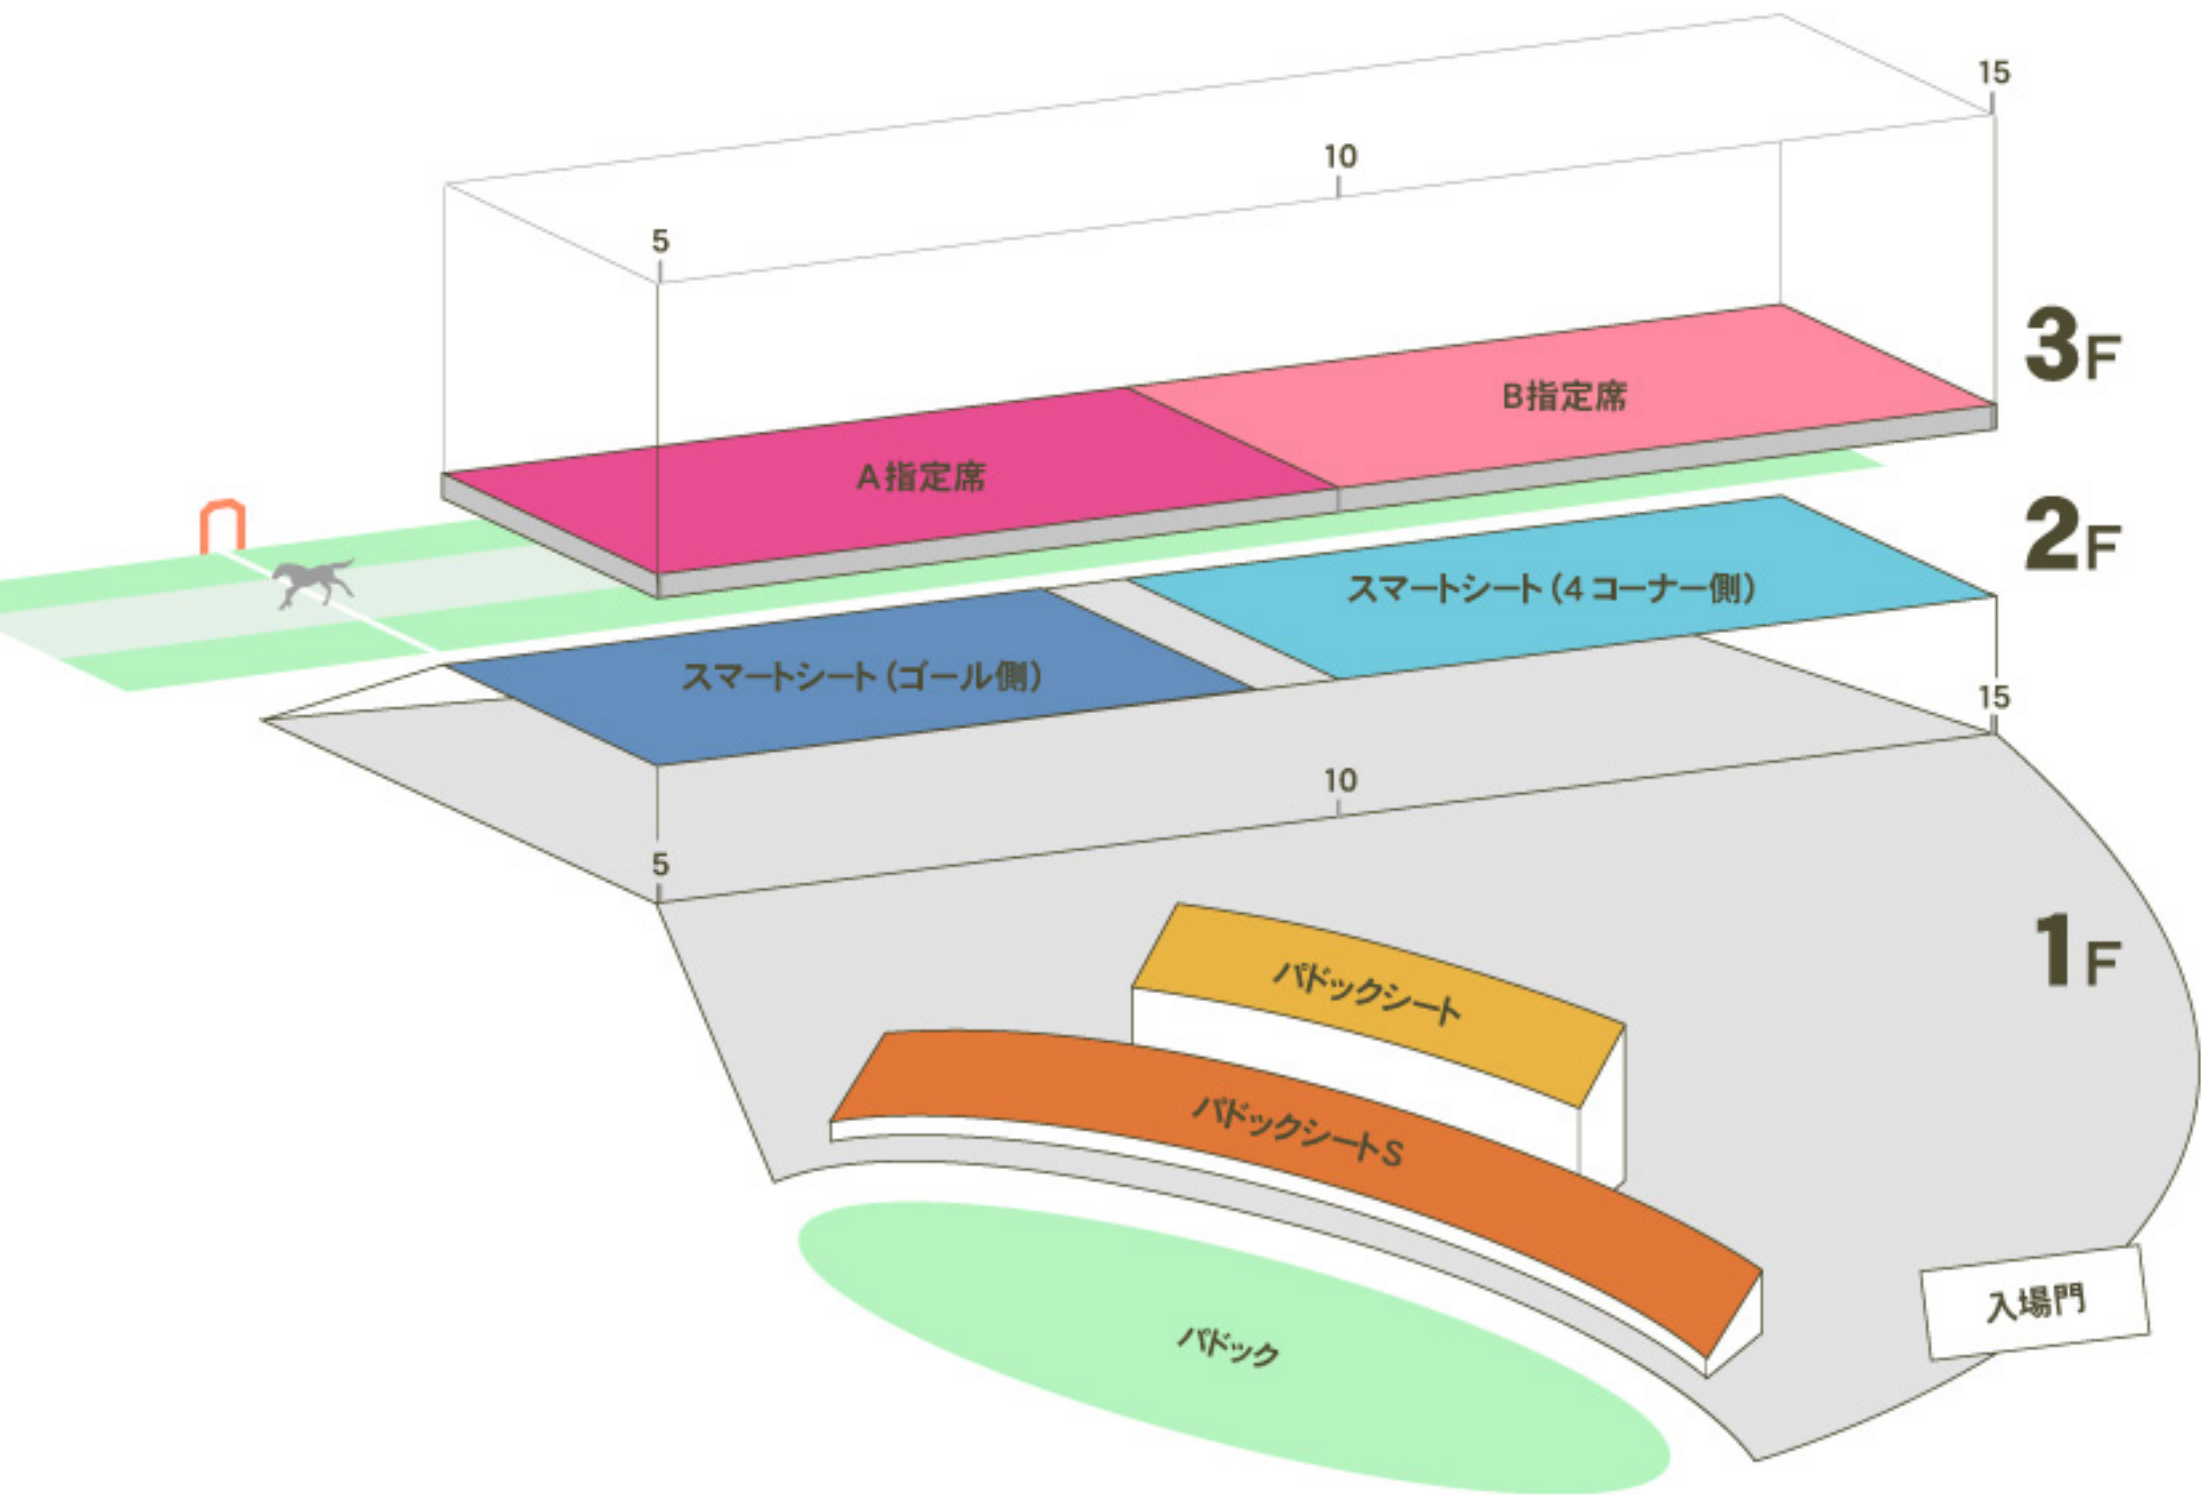 15
10
5
3F
B指定席
A指定席
2F
スマートシート（4 コーナー側）
スマートシート（ゴール側）
15
10
5
1F
パドックシート
パドックシートS
入場門
パドック